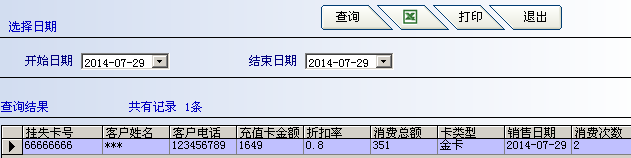 选择日期
查询 打印 退出
开始日期 2014-07-29 结束日期 2014-07-29
查询结果 共有记录 1条
挂失卡号 客户姓名 客户电话 充值卡金额 折扣率 消费总额 卡类型 销售日期 消费次数
66666666 *** 123456789 1649 0.8 351 金卡 2014-07-29 2